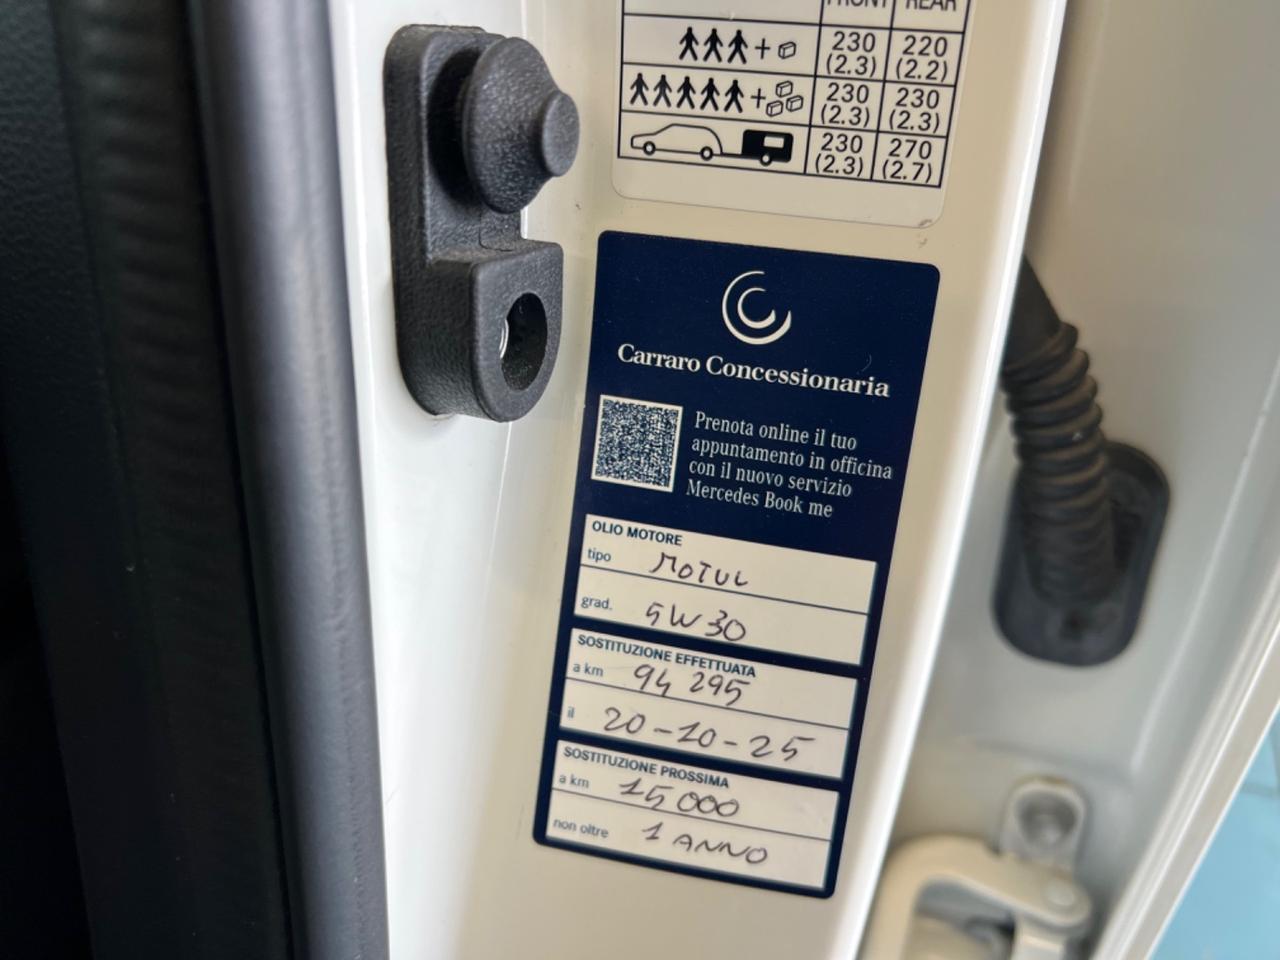 FRONT REAR
+ 230 220
(2.3) (2.2)
+ 230 230
(2.3) (2.3)
230 270
(2.3) (2.7)
Carraro Concessionaria
Prenota online il tuo
appuntamento in officina
con il nuovo servizio
Mercedes Book me
OLIO MOTORE
tipo MOTUL
grad. 5W30
SOSTITUZIONE EFFETTUATA
a km 94 295
il 20-10-25
SOSTITUZIONE PROSSIMA
a km 15 000
non oltre 1 ANNO